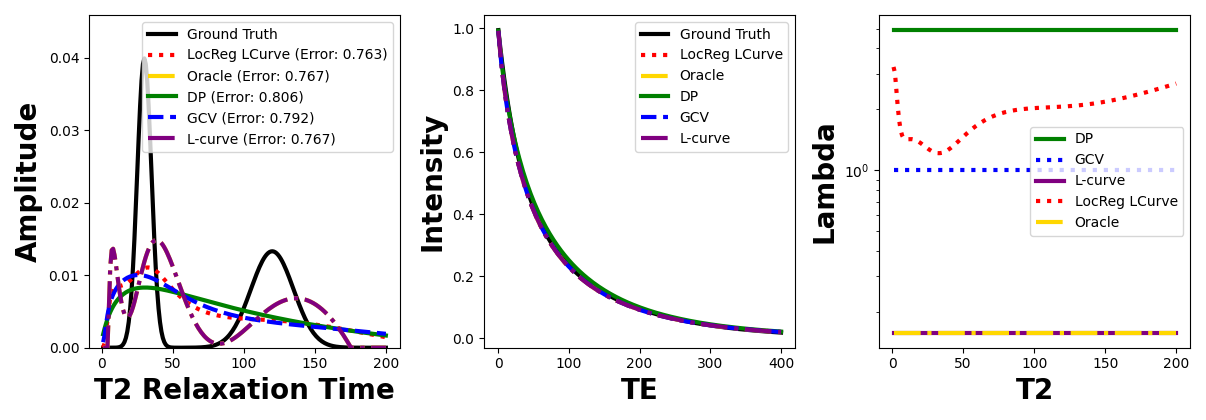 Amplitude
0.04
0.03
0.02
0.01
0.00
0
50
100
150
200
T2 Relaxation Time
Ground Truth
LocReg LCurve (Error: 0.763)
Oracle (Error: 0.767)
DP (Error: 0.806)
GCV (Error: 0.792)
L-curve (Error: 0.767)
Intensity
1.0
0.8
0.6
0.4
0.2
0.0
0
100
200
300
400
TE
Ground Truth
LocReg LCurve
Oracle
DP
GCV
L-curve
Lambda
10⁰
0
50
100
150
200
T2
DP
GCV
L-curve
LocReg LCurve
Oracle